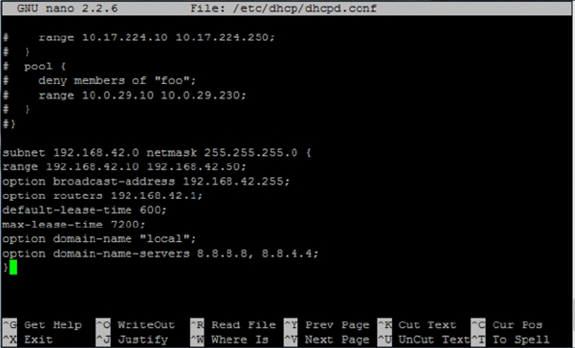 GNU nano 2.2.6 File: /etc/dhcp/dhcpd.conf
# range 10.17.224.10 10.17.224.250;
# }
# pool {
# deny members of "foo";
# range 10.0.29.10 10.0.29.230;
# }
#}
subnet 192.168.42.0 netmask 255.255.255.0 {
range 192.168.42.10 192.168.42.50;
option broadcast-address 192.168.42.255;
option routers 192.168.42.1;
default-lease-time 600;
max-lease-time 7200;
option domain-name "local";
option domain-name-servers 8.8.8.8, 8.8.4.4;
}
^G Get Help ^O WriteOut ^R Read File ^Y Prev Page ^K Cut Text ^C Cur Pos
^X Exit ^J Justify ^W Where Is ^V Next Page ^U UnCut Text^T To Spell